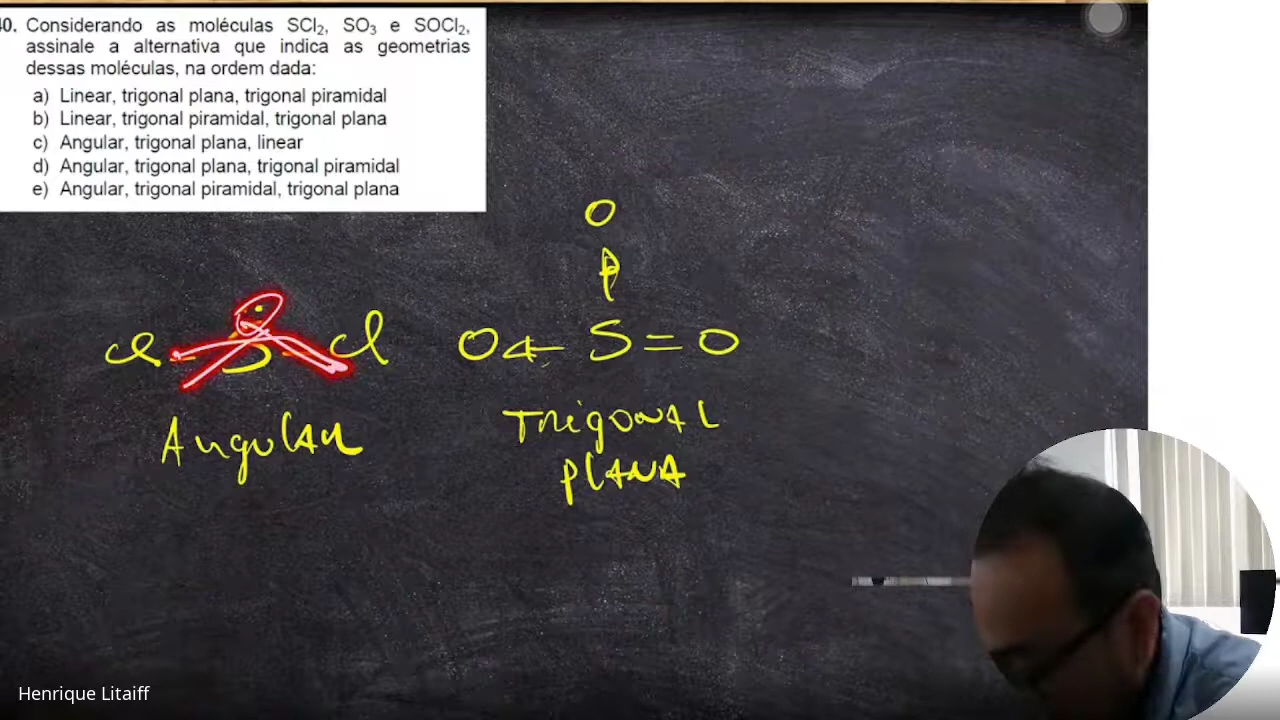 40. Considerando as moléculas SCl₂, SO₃ e SOCl₂,
assinale a alternativa que indica as geometrias
dessas moléculas, na ordem dada:
a) Linear, trigonal plana, trigonal piramidal
b) Linear, trigonal piramidal, trigonal plana
c) Angular, trigonal plana, linear
d) Angular, trigonal plana, trigonal piramidal
e) Angular, trigonal piramidal, trigonal plana
O
Cl - S - Cl O ← S = O
Angular
Trigonal
Plana
Henrique Litaiff